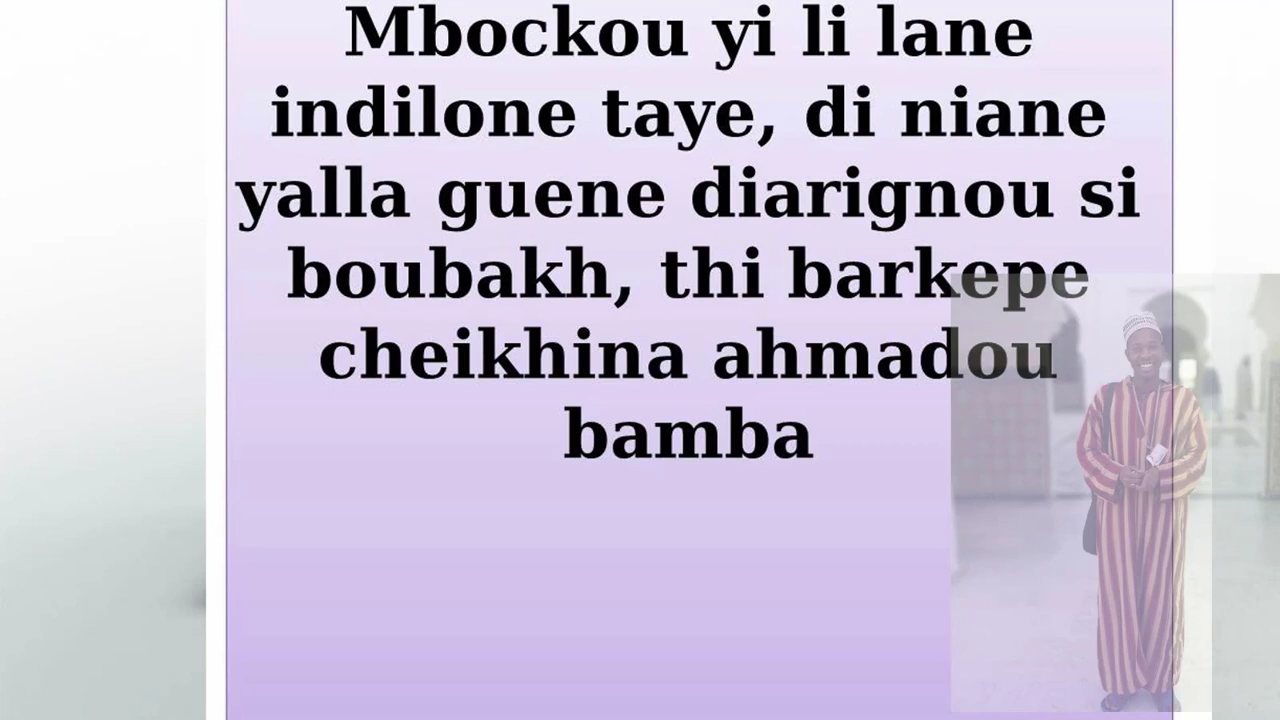 Mbockou yi li lane
indilone taye, di niane
yalla guene diarignou si
boubakh, thi barkepe
cheikhina ahmadou
bamba